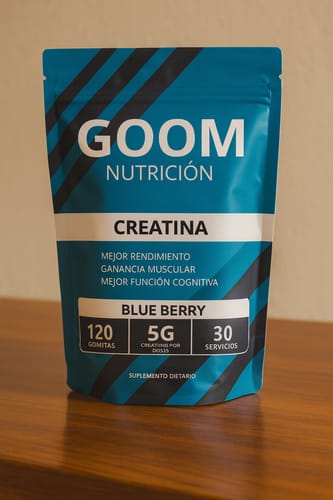 GOOM
NUTRICIÓN
CREATINA
MEJOR RENDIMIENTO
GANANCIA MUSCULAR
MEJOR FUNCIÓN COGNITIVA
BLUE BERRY
120 5G 30
GOMITAS CREATINS POR SERVICIOS
DOSIS
SUPLEMENTO DIETARIO